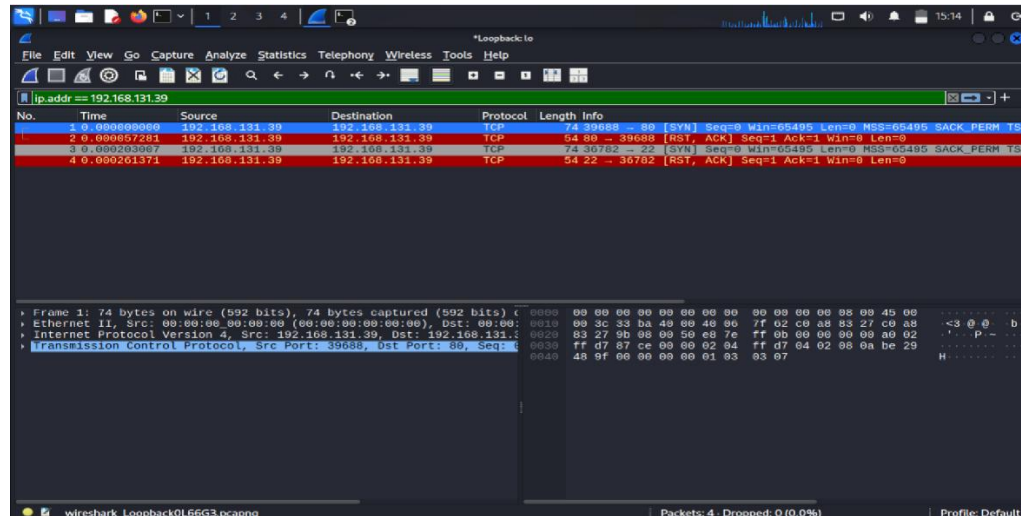 1 2 3 4
15:14
*Loopback: lo
File Edit View Go Capture Analyze Statistics Telephony Wireless Tools Help
ip.addr == 192.168.131.39
No. Time Source Destination Protocol Length Info
1 0.000000000 192.168.131.39 192.168.131.39 TCP 74 39688 → 80 [SYN] Seq=0 Win=65495 Len=0 MSS=65495 SACK_PERM TS
2 0.000057281 192.168.131.39 192.168.131.39 TCP 54 80 → 39688 [RST, ACK] Seq=1 Ack=1 Win=0 Len=0
3 0.000203007 192.168.131.39 192.168.131.39 TCP 74 36782 → 22 [SYN] Seq=0 Win=65495 Len=0 MSS=65495 SACK_PERM TS
4 0.000261371 192.168.131.39 192.168.131.39 TCP 54 22 → 36782 [RST, ACK] Seq=1 Ack=1 Win=0 Len=0
Frame 1: 74 bytes on wire (592 bits), 74 bytes captured (592 bits)
Ethernet II, Src: 00:00:00_00:00:00 (00:00:00:00:00:00), Dst: 00:00:
Internet Protocol Version 4, Src: 192.168.131.39, Dst: 192.168.131.3
Transmission Control Protocol, Src Port: 39688, Dst Port: 80, Seq:
0000 00 00 00 00 00 00 00 00 00 00 00 00 08 00 45 00
0010 00 3c 33 ba 40 00 40 06 7f 02 c0 a8 83 27 c0 a8 ·<3·@·@·
0020 83 27 9b 08 00 50 e8 7e ff 0b 00 00 00 00 a0 02 ·'···P·~
0030 ff d7 87 ce 00 00 02 04 ff d7 04 02 08 0a be 29
0040 48 9f 00 00 00 00 01 03 03 07 H·······
wireshark_Loopback0L66G3.pcapng
Packets: 4 · Dropped: 0 (0.0%)
Profile: Default